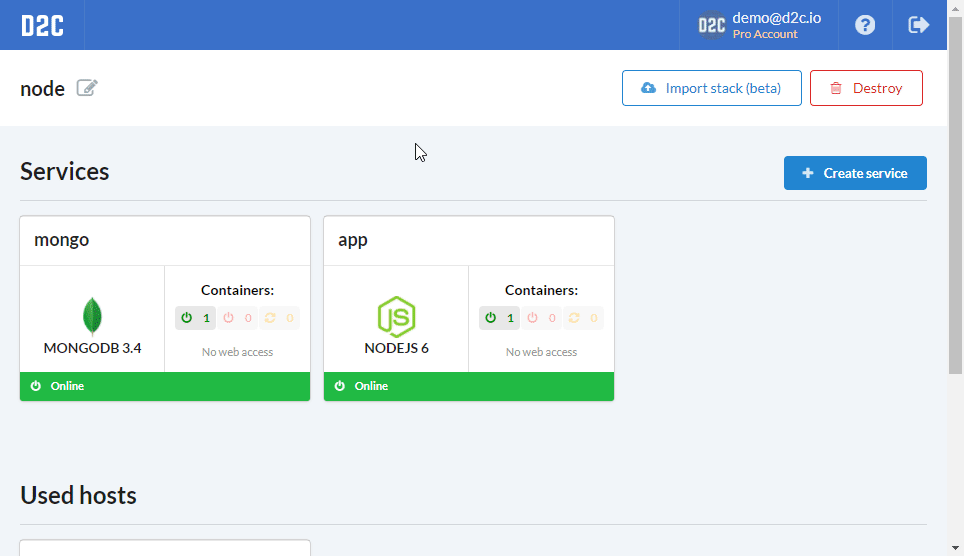 D2C
D2C demo@d2c.io
Pro Account
node
Import stack (beta)
Destroy
Services
Create service
mongo
app
Containers:
1 0 0
MONGODB 3.4
No web access
Containers:
JS
1 0 0
NODEJS 6
No web access
Online
Online
Used hosts